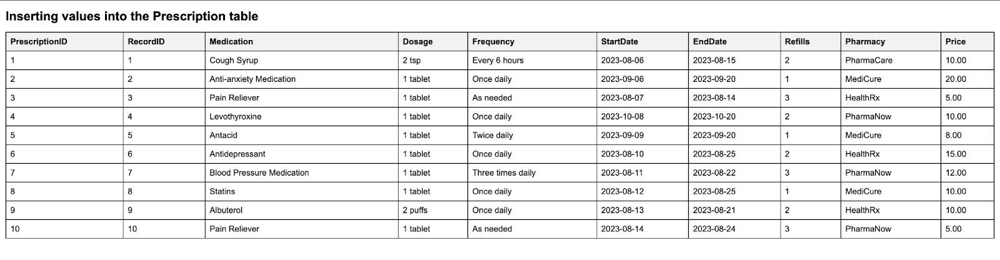 Inserting values into the Prescription table
PrescriptionID RecordID Medication Dosage Frequency StartDate EndDate Refills Pharmacy Price
1 1 Cough Syrup 2 tsp Every 6 hours 2023-08-06 2023-08-15 2 PharmaCare 10.00
2 2 Anti-anxiety Medication 1 tablet Once daily 2023-09-06 2023-09-20 1 MediCure 20.00
3 3 Pain Reliever 1 tablet As needed 2023-08-07 2023-08-14 3 HealthRx 5.00
4 4 Levothyroxine 1 tablet Once daily 2023-10-08 2023-10-20 2 PharmaNow 10.00
5 5 Antacid 1 tablet Twice daily 2023-09-09 2023-09-20 1 MediCure 8.00
6 6 Antidepressant 1 tablet Once daily 2023-08-10 2023-08-25 2 HealthRx 15.00
7 7 Blood Pressure Medication 1 tablet Three times daily 2023-08-11 2023-08-22 3 PharmaNow 12.00
8 8 Statins 1 tablet Once daily 2023-08-12 2023-08-25 1 MediCure 10.00
9 9 Albuterol 2 puffs Once daily 2023-08-13 2023-08-21 2 HealthRx 10.00
10 10 Pain Reliever 1 tablet As needed 2023-08-14 2023-08-24 3 PharmaNow 5.00